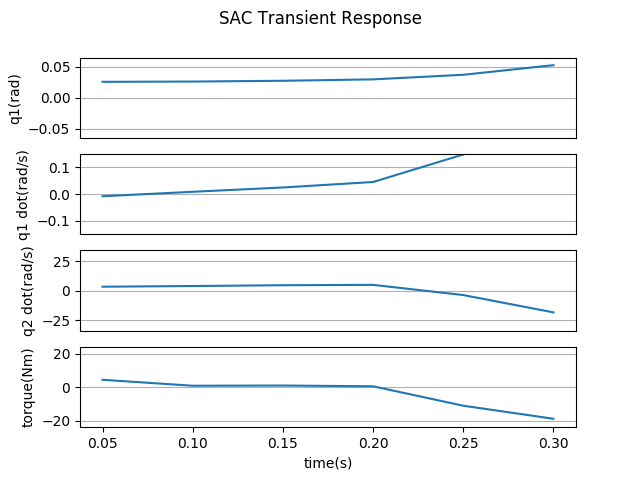 SAC Transient Response
q1(rad)
0.05
0.00
−0.05
q1 dot(rad/s)
0.1
0.0
−0.1
q2 dot(rad/s)
25
0
−25
torque(Nm)
20
0
−20
0.05 0.10 0.15 0.20 0.25 0.30
time(s)